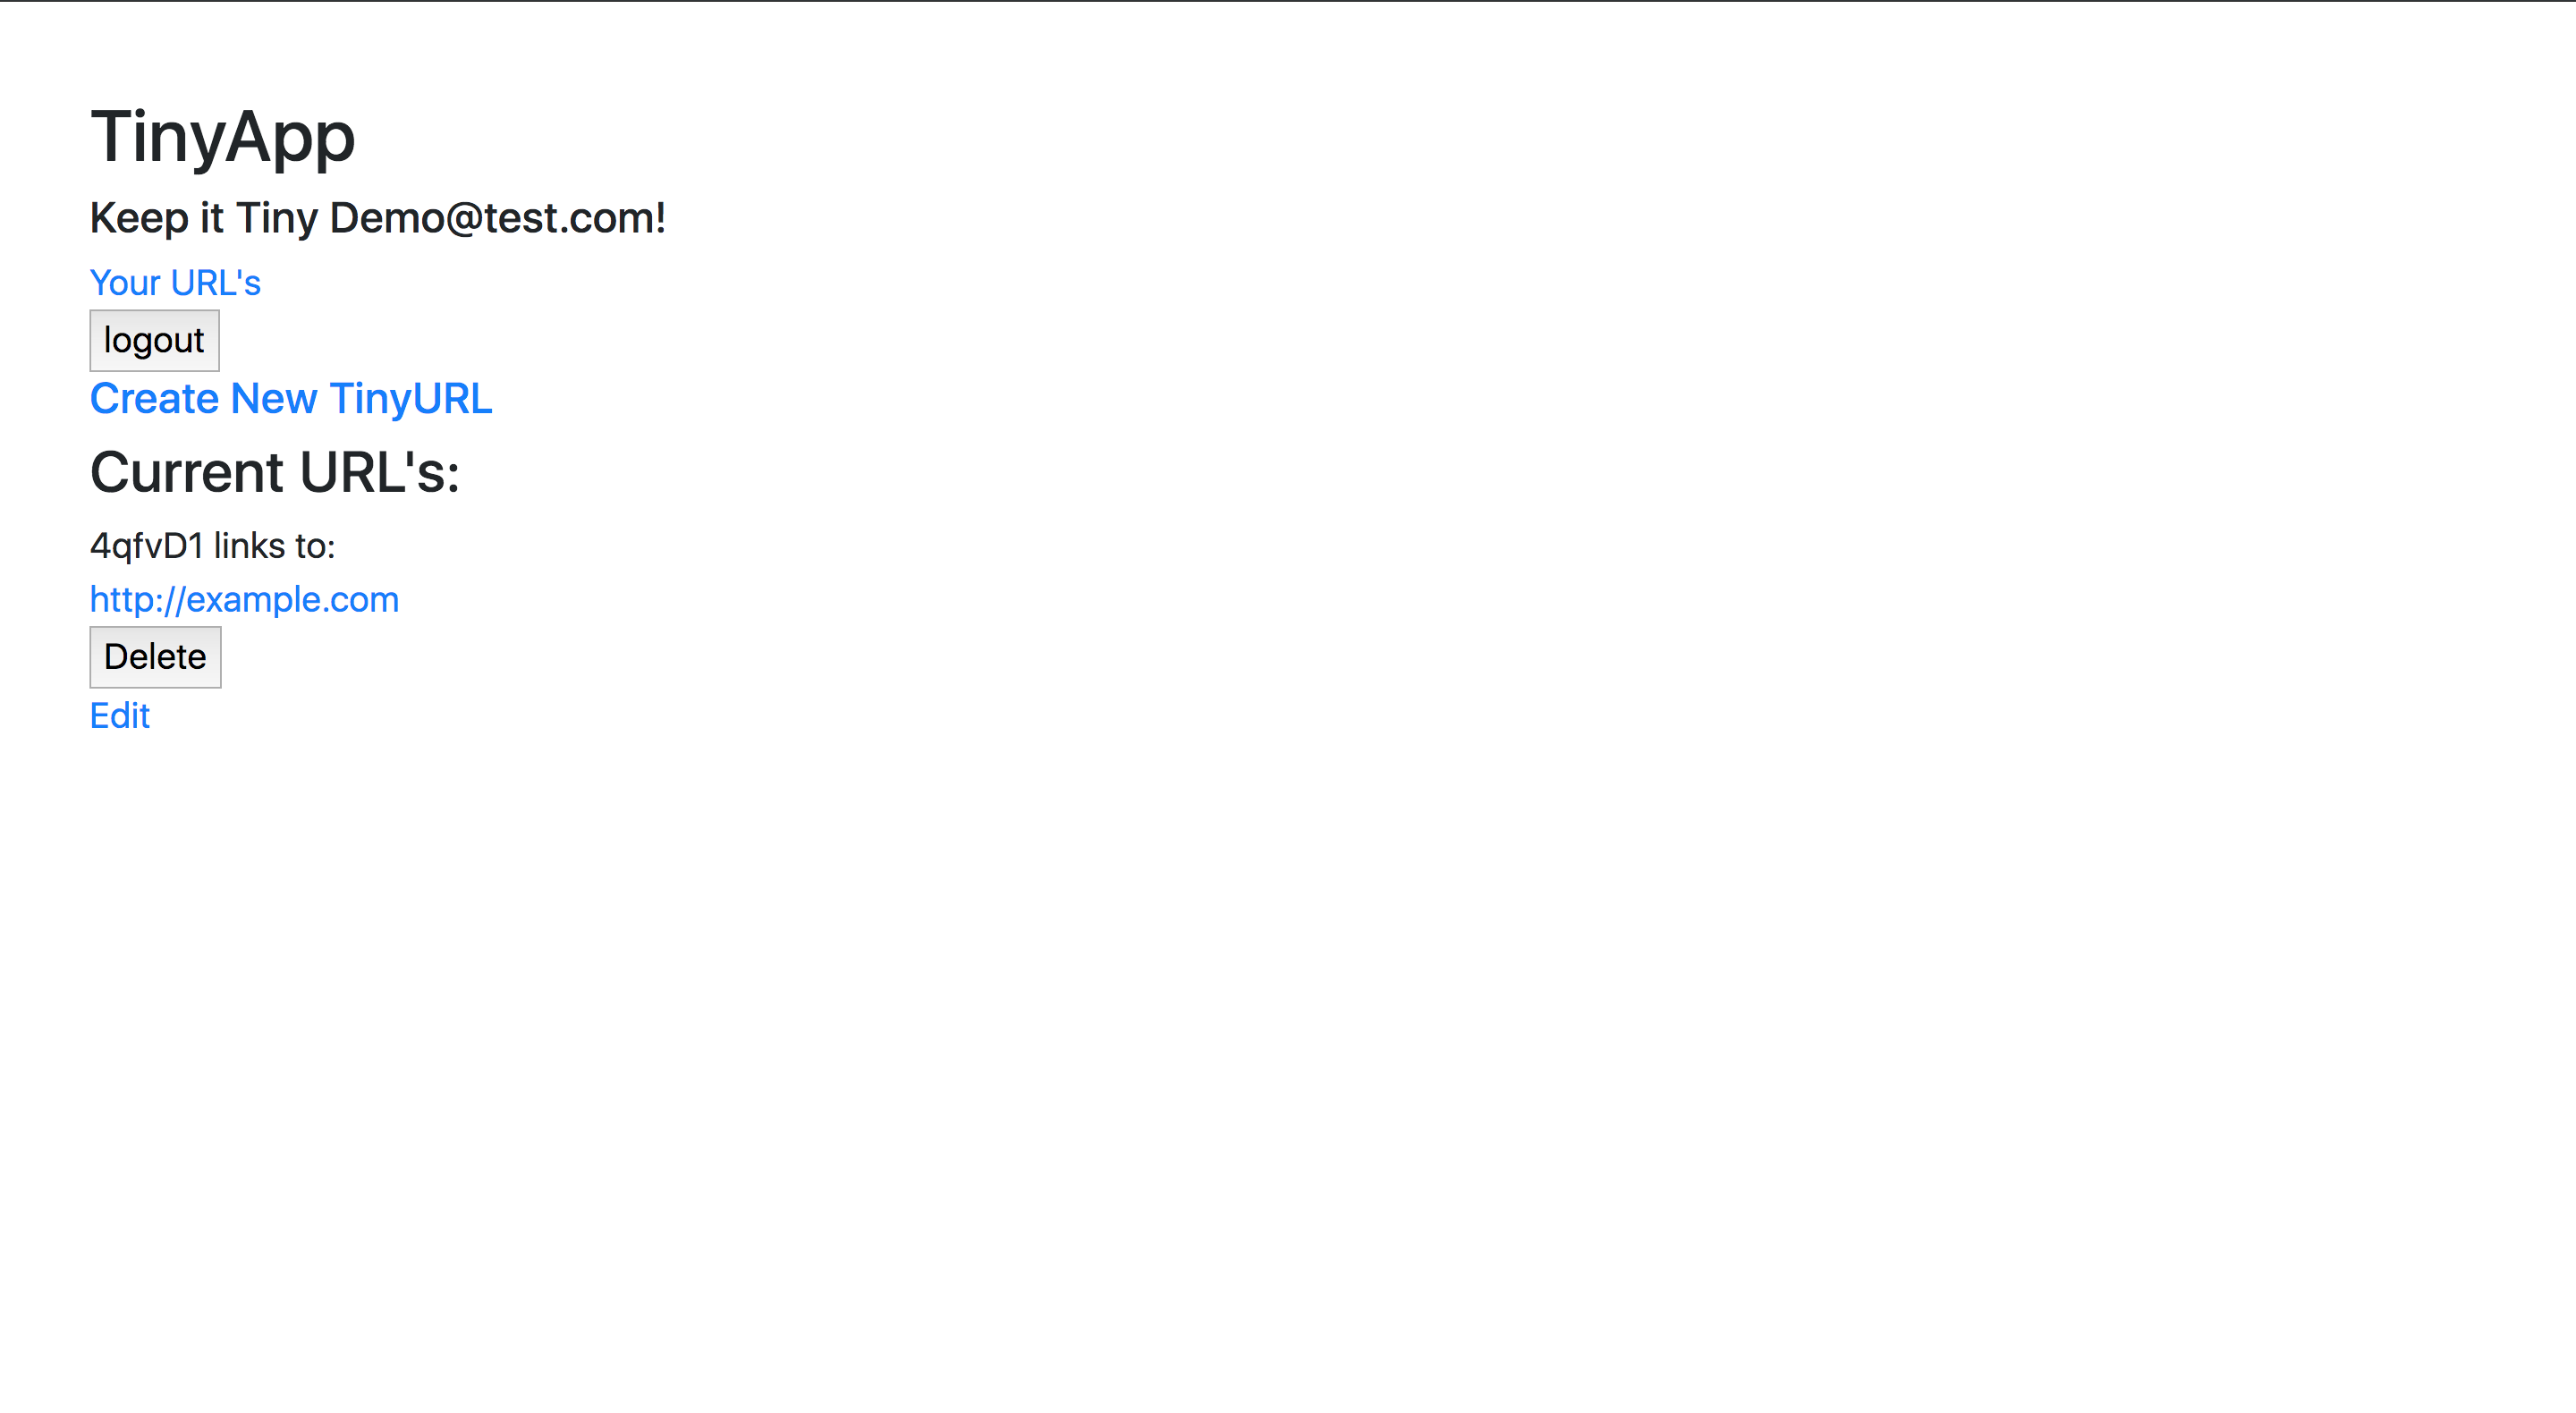 TinyApp
Keep it Tiny Demo@test.com!
Your URL's
logout
Create New TinyURL
Current URL's:
4qfvD1 links to:
http://example.com
Delete
Edit